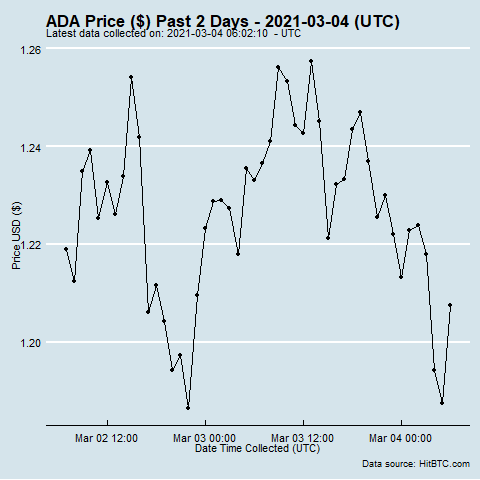 ADA Price ($) Past 2 Days - 2021-03-04 (UTC)
Latest data collected on: 2021-03-04 06:02:10 - UTC
1.26
1.24
1.22
1.20
Price USD ($)
Mar 02 12:00 Mar 03 00:00 Mar 03 12:00 Mar 04 00:00
Date Time Collected (UTC)
Data source: HitBTC.com